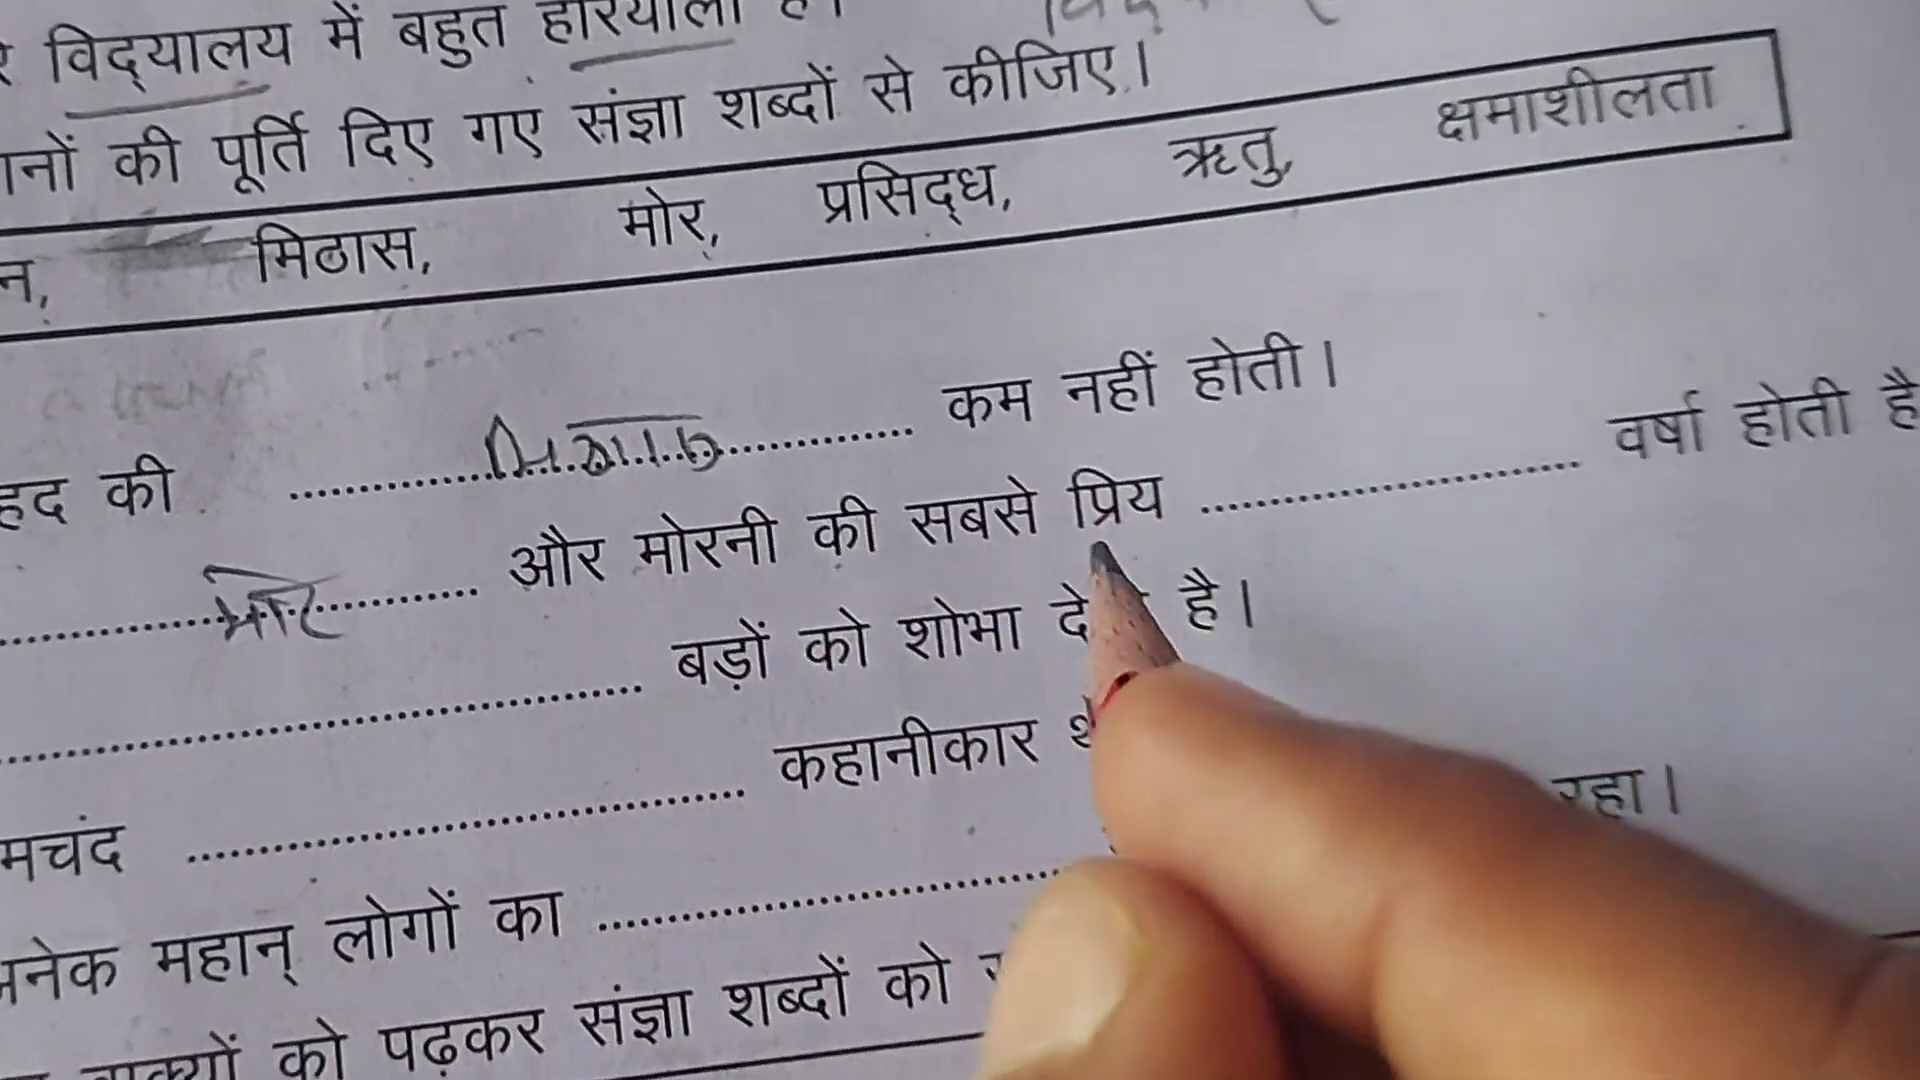 विद्यालय में बहुत हरियाली है।
की पूर्ति दिए गए संज्ञा शब्दों से कीजिए।
न, मिठास, मोर, प्रसिद्ध, ऋतु, क्षमाशीलता
हद की ........ मिठास ........ कम नहीं होती।
........ मोर ........ और मोरनी की सबसे प्रिय ........ वर्षा होती है
........ बड़ों को शोभा है।
मचंद ........ कहानीकार
महान् लोगों का ........ रहा।
को पढ़कर संज्ञा शब्दों को